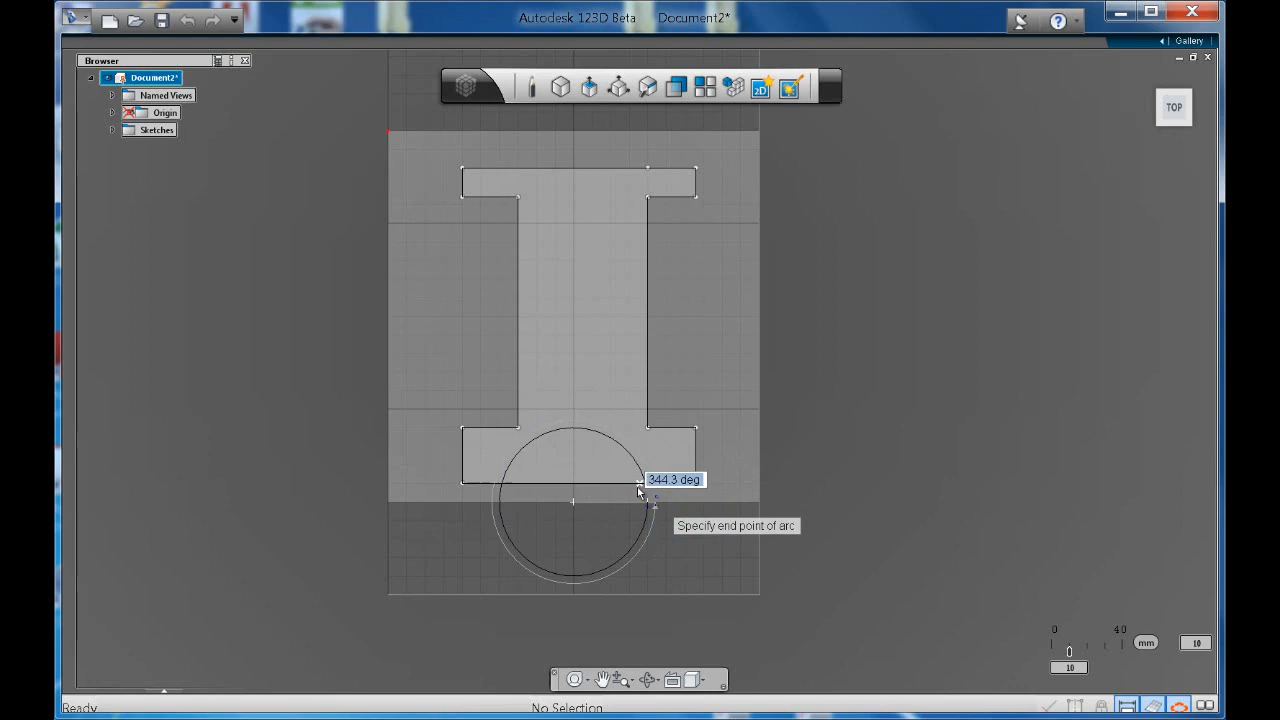 Autodesk 123D Beta Document2*
Gallery
Browser
Document2*
TOP
Named Views
Origin
Sketches
2D
344.3 deg
Specify end point of arc
0 40
mm 10
10
Ready No Selection